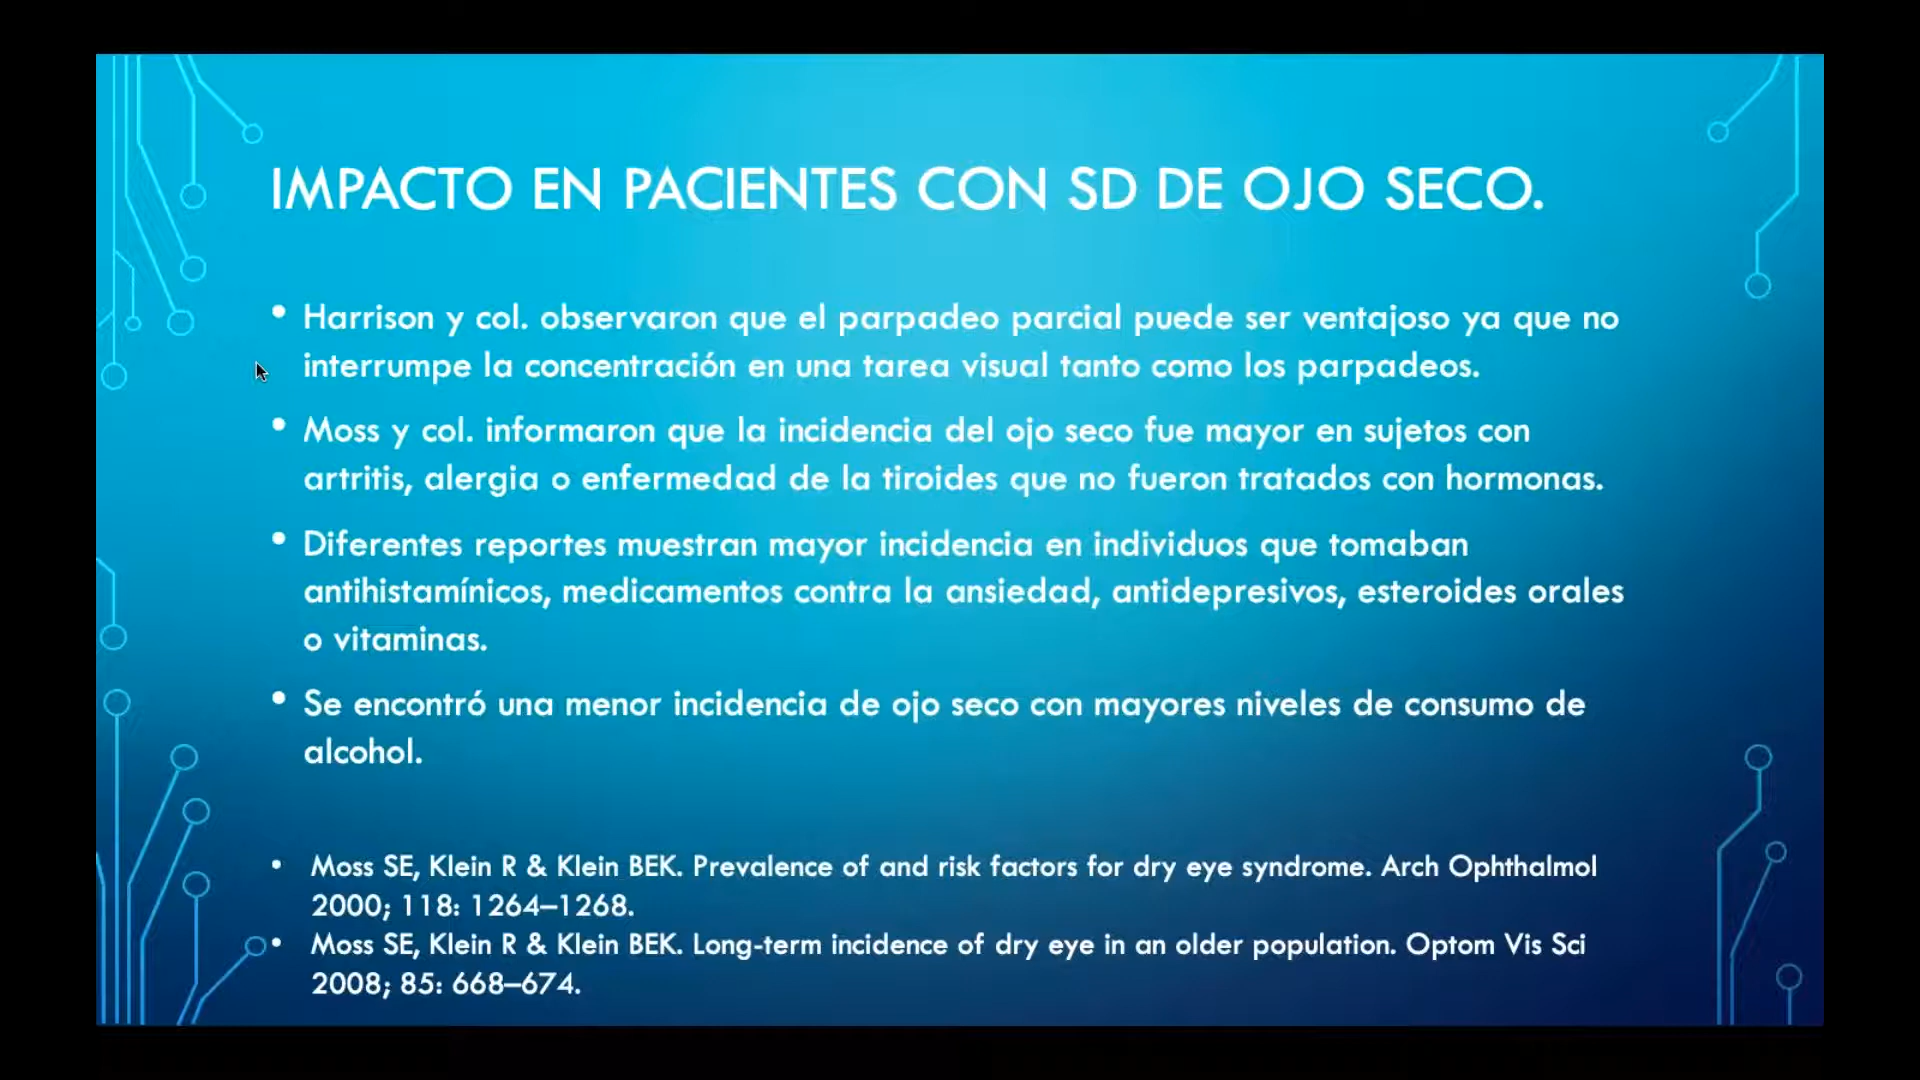 IMPACTO EN PACIENTES CON SD DE OJO SECO.
• Harrison y col. observaron que el parpadeo parcial puede ser ventajoso ya que no
interrumpe la concentración en una tarea visual tanto como los parpadeos.
• Moss y col. informaron que la incidencia del ojo seco fue mayor en sujetos con
artritis, alergia o enfermedad de la tiroides que no fueron tratados con hormonas.
• Diferentes reportes muestran mayor incidencia en individuos que tomaban
antihistamínicos, medicamentos contra la ansiedad, antidepresivos, esteroides orales
o vitaminas.
• Se encontró una menor incidencia de ojo seco con mayores niveles de consumo de
alcohol.
• Moss SE, Klein R & Klein BEK. Prevalence of and risk factors for dry eye syndrome. Arch Ophthalmol
2000; 118: 1264–1268.
• Moss SE, Klein R & Klein BEK. Long-term incidence of dry eye in an older population. Optom Vis Sci
2008; 85: 668–674.